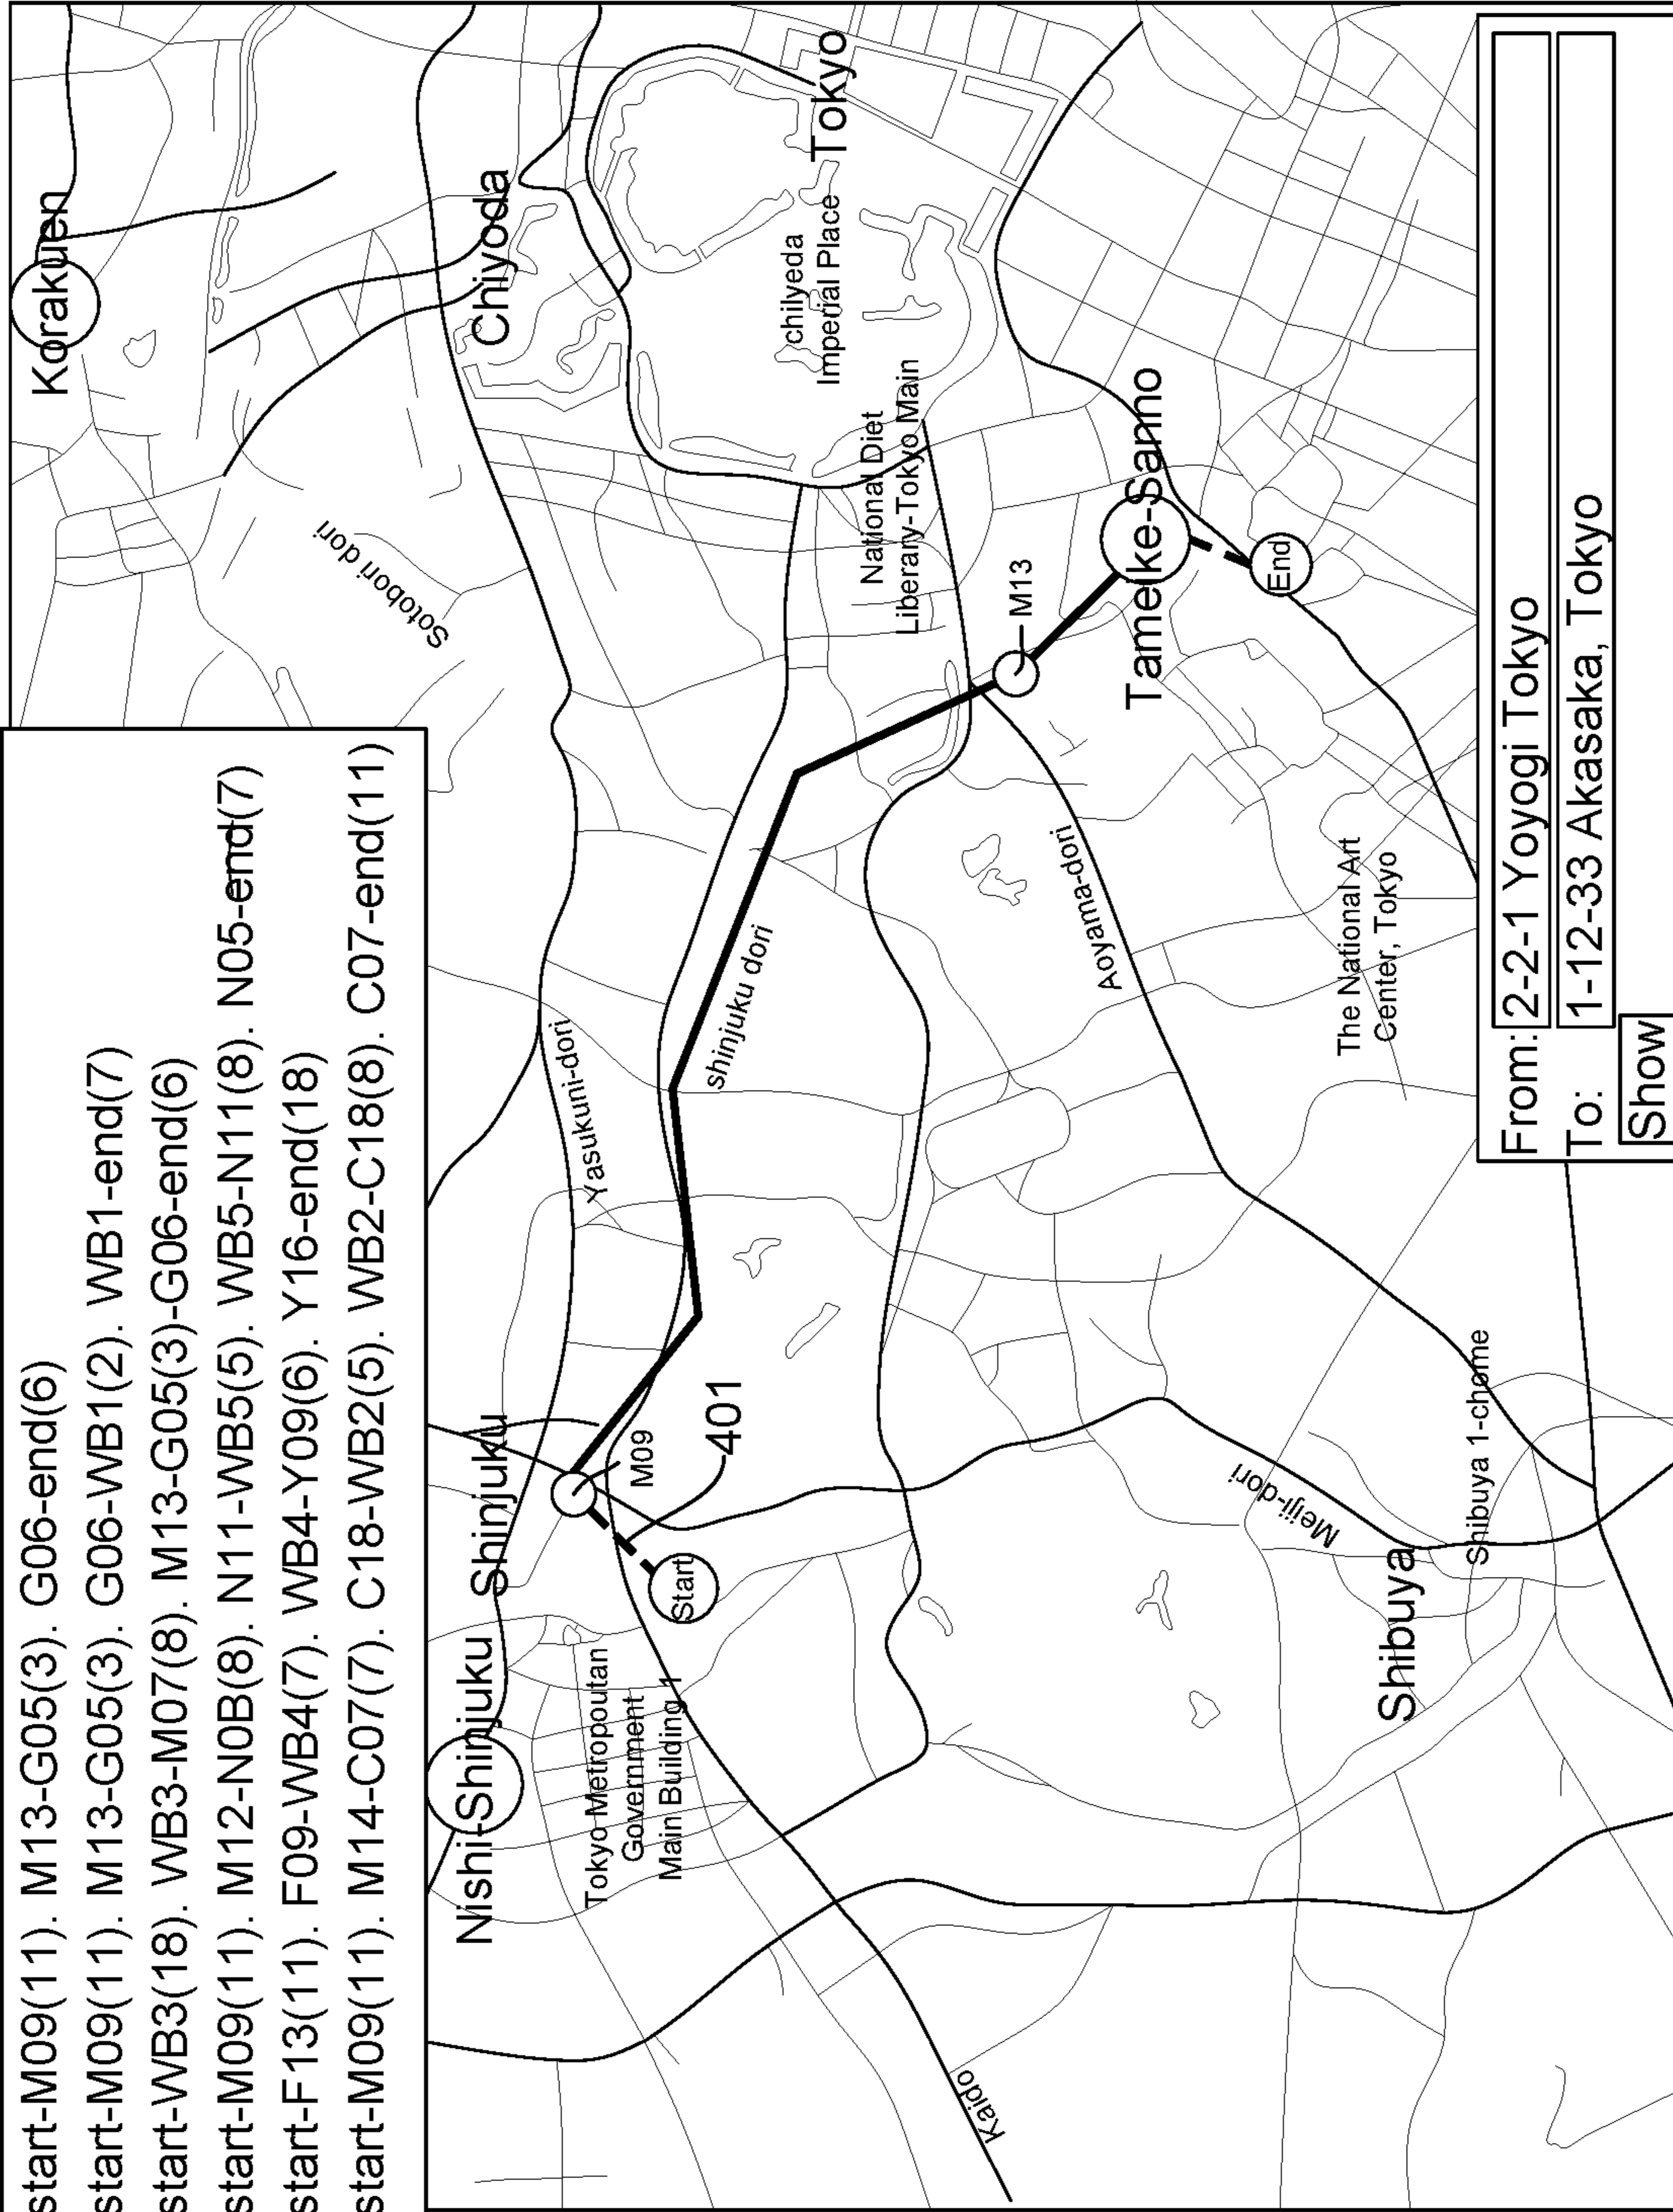 start-M09(11). M13-G05(3). G06-end(6)
start-M09(11). M13-G05(3). G06-WB1(2). WB1-end(7)
start-WB3(18). WB3-M07(8). M13-G05(3)-G06-end(6)
start-M09(11). M12-N0B(8). N11-WB5(5). WB5-N11(8). N05-end(7)
start-F13(11). F09-WB4(7). WB4-Y09(6). Y16-end(18)
start-M09(11). M14-C07(7). C18-WB2(5). WB2-C18(8). C07-end(11)
Korakuen
Sotobori dori
Chiyoda
Tokyo
chilyeda
Imperial Place
National Diet
Liberary-Tokyo Main
Nishi-Shinjuku
Shinjuku
Yasukuni-dori
Tokyo Metropoutan
Government
Main Building 1
Start
M09
401
shinjuku dori
M13
Tameike-Sanno
End
Aoyama-dori
The National Art
Center, Tokyo
Meiji-dori
Shibuya
Shibuya 1-chome
Kaido
From: 2-2-1 Yoyogi Tokyo
To: 1-12-33 Akasaka, Tokyo
Show